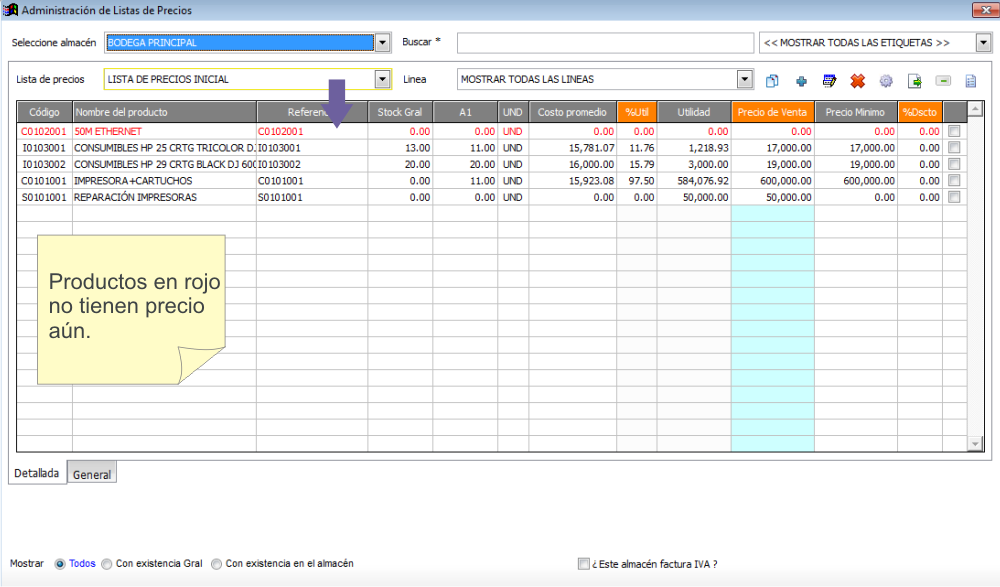 Administración de Listas de Precios
Seleccione almacén BODEGA PRINCIPAL Buscar * << MOSTRAR TODAS LAS ETIQUETAS >>
Lista de precios LISTA DE PRECIOS INICIAL Linea MOSTRAR TODAS LAS LINEAS
Código Nombre del producto Referenc Stock Gral A1 UND Costo promedio %Util Utilidad Precio de Venta Precio Minimo %Dscto
C0102001 50M ETHERNET C0102001 0.00 0.00 UND 0.00 0.00 0.00 0.00 0.00 0.00
I0103001 CONSUMIBLES HP 25 CRTG TRICOLOR D. I0103001 13.00 11.00 UND 15,781.07 11.76 1,218.93 17,000.00 17,000.00 0.00
I0103002 CONSUMIBLES HP 29 CRTG BLACK DJ 600 I0103002 20.00 20.00 UND 16,000.00 15.79 3,000.00 19,000.00 19,000.00 0.00
C0101001 IMPRESORA+CARTUCHOS C0101001 0.00 11.00 UND 15,923.08 97.50 584,076.92 600,000.00 600,000.00 0.00
S0101001 REPARACIÓN IMPRESORAS S0101001 0.00 0.00 UND 0.00 0.00 50,000.00 50,000.00 0.00 0.00
Productos en rojo
no tienen precio
aún.
Detallada General
Mostrar Todos Con existencia Gral Con existencia en el almacén ¿Este almacén factura IVA ?